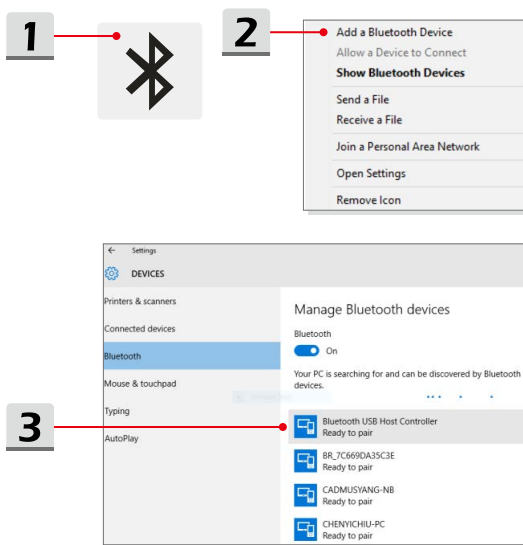 1
2
Add a Bluetooth Device
Allow a Device to Connect
Show Bluetooth Devices
Send a File
Receive a File
Join a Personal Area Network
Open Settings
Remove Icon
Settings
DEVICES
Printers & scanners
Connected devices
Bluetooth
Mouse & touchpad
Typing
AutoPlay
Manage Bluetooth devices
Bluetooth
On
Your PC is searching for and can be discovered by Bluetooth
devices.
3
Bluetooth USB Host Controller
Ready to pair
BR_7C669DA35C3E
Ready to pair
CADMUSYANG-NB
Ready to pair
CHENYICHIU-PC
Ready to pair